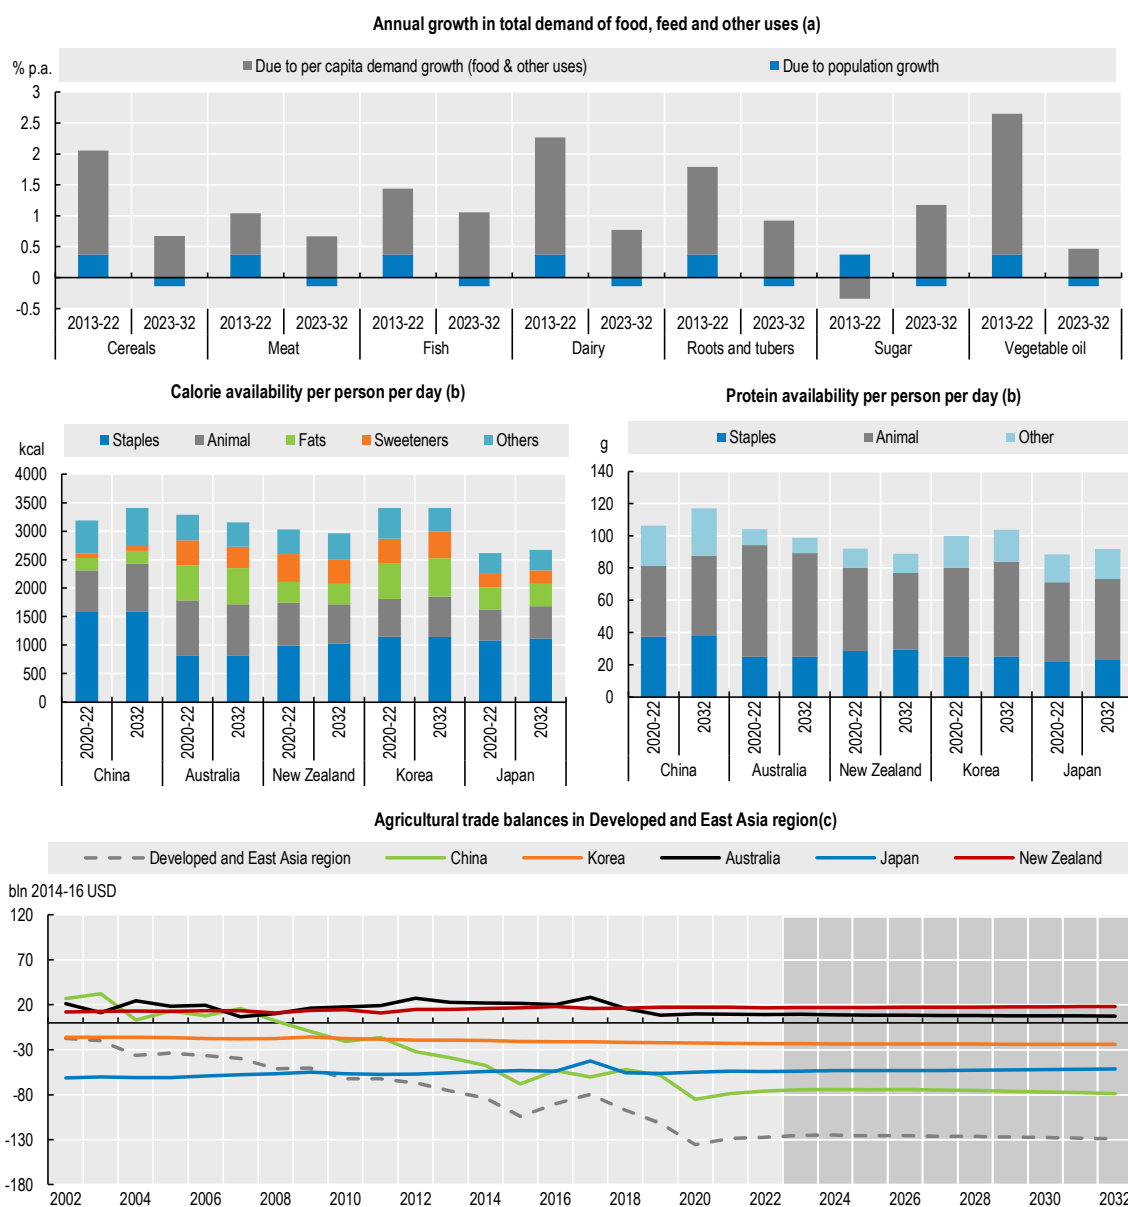 Annual growth in total demand of food, feed and other uses (a)
% p.a.
Due to per capita demand growth (food & other uses) Due to population growth
3
2.5
2
1.5
1
0.5
0
-0.5
2013-22 2023-32 2013-22 2023-32 2013-22 2023-32 2013-22 2023-32 2013-22 2023-32 2013-22 2023-32 2013-22 2023-32
Cereals Meat Fish Dairy Roots and tubers Sugar Vegetable oil
Calorie availability per person per day (b)
kcal
Staples Animal Fats Sweeteners Others
4000
3500
3000
2500
2000
1500
1000
500
0
2020-22 2032 2020-22 2032 2020-22 2032 2020-22 2032 2020-22 2032
China Australia New Zealand Korea Japan
Protein availability per person per day (b)
g
Staples Animal Other
140
120
100
80
60
40
20
0
2020-22 2032 2020-22 2032 2020-22 2032 2020-22 2032 2020-22 2032
China Australia New Zealand Korea Japan
Agricultural trade balances in Developed and East Asia region(c)
Developed and East Asia region China Korea Australia Japan New Zealand
bln 2014-16 USD
120
70
20
-30
-80
-130
-180
2002 2004 2006 2008 2010 2012 2014 2016 2018 2020 2022 2024 2026 2028 2030 2032